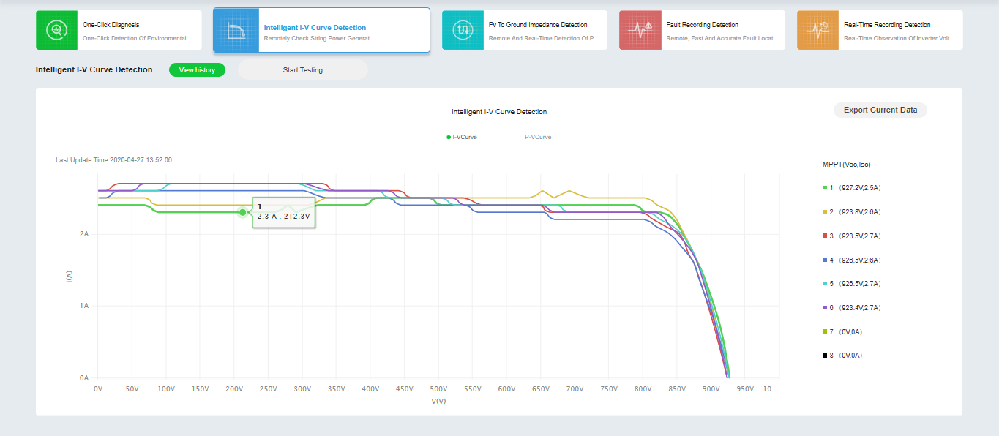 One-Click Diagnosis
One-Click Detection Of Environmental ...
Intelligent I-V Curve Detection
Remotely Check String Power Generat...
Pv To Ground Impedance Detection
Remote And Real-Time Detection Of P...
Fault Recording Detection
Remote, Fast And Accurate Fault Locat...
Real-Time Recording Detection
Real-Time Observation Of Inverter Volt...
Intelligent I-V Curve Detection
View history
Start Testing
Intelligent I-V Curve Detection
Export Current Data
I-VCurve
P-VCurve
Last Update Time:2020-04-27 13:52:06
MPPT(Voc,Isc)
1 (927.2V,2.5A)
2 (923.8V,2.6A)
3 (923.5V,2.7A)
4 (926.5V,2.6A)
5 (926.5V,2.7A)
6 (923.4V,2.7A)
7 (0V,0A)
8 (0V,0A)
1
2.3 A , 212.3V
2A
I(A)
1A
0A
0V 50V 100V 150V 200V 250V 300V 350V 400V 450V 500V 550V 600V 650V 700V 750V 800V 850V 900V 950V 10...
V(V)